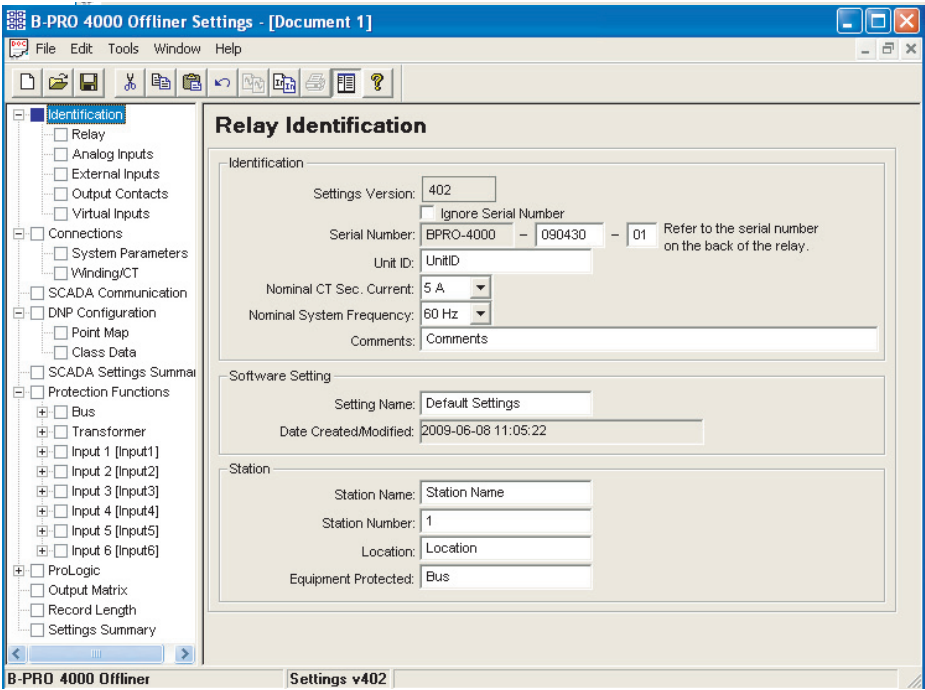 B-PRO 4000 Offliner Settings - [Document 1]
File Edit Tools Window Help
Identification
Relay
Analog Inputs
External Inputs
Output Contacts
Virtual Inputs
Connections
System Parameters
Winding/CT
SCADA Communication
DNP Configuration
Point Map
Class Data
SCADA Settings Summar
Protection Functions
Bus
Transformer
Input 1 [Input1]
Input 2 [Input2]
Input 3 [Input3]
Input 4 [Input4]
Input 5 [Input5]
Input 6 [Input6]
ProLogic
Output Matrix
Record Length
Settings Summary
Relay Identification
Identification
Settings Version: 402
Ignore Serial Number
Serial Number: BPRO-4000 - 090430 - 01 Refer to the serial number
on the back of the relay.
Unit ID: UnitID
Nominal CT Sec. Current: 5 A
Nominal System Frequency: 60 Hz
Comments: Comments
Software Setting
Setting Name: Default Settings
Date Created/Modified: 2009-06-08 11:05:22
Station
Station Name: Station Name
Station Number: 1
Location: Location
Equipment Protected: Bus
B-PRO 4000 Offliner Settings v402